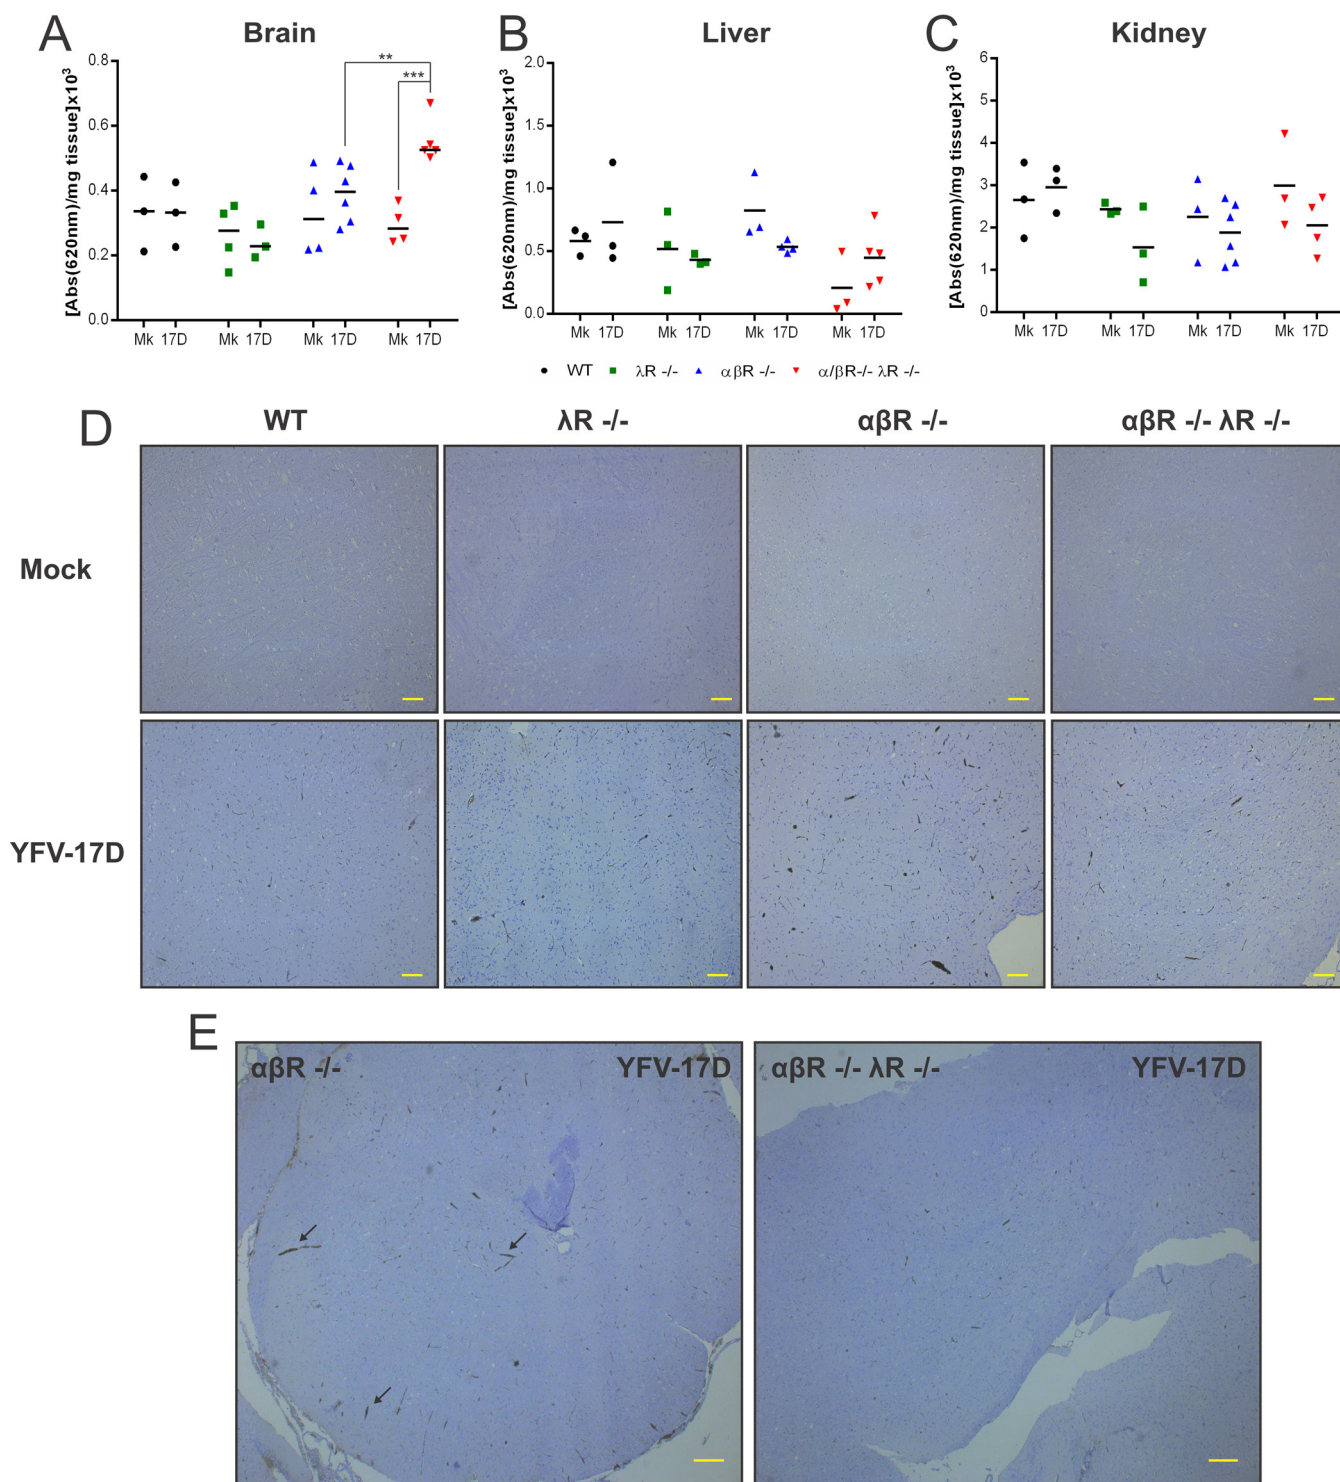 A Brain
B Liver
C Kidney
[Abs(620nm)/mg tissue]x10³
0.8
0.6
0.4
0.2
0.0
**
***
Mk 17D Mk 17D Mk 17D Mk 17D
[Abs(620nm)/mg tissue]x10³
2.0
1.5
1.0
0.5
0.0
Mk 17D Mk 17D Mk 17D Mk 17D
[Abs(620nm)/mg tissue]x10³
6
5
4
3
2
1
0
Mk 17D Mk 17D Mk 17D Mk 17D
WT λR -/- αβR -/- α/βR-/- λR -/-
D WT λR -/- αβR -/- αβR -/- λR -/-
Mock
YFV-17D
E
αβR -/- YFV-17D
αβR -/- λR -/- YFV-17D